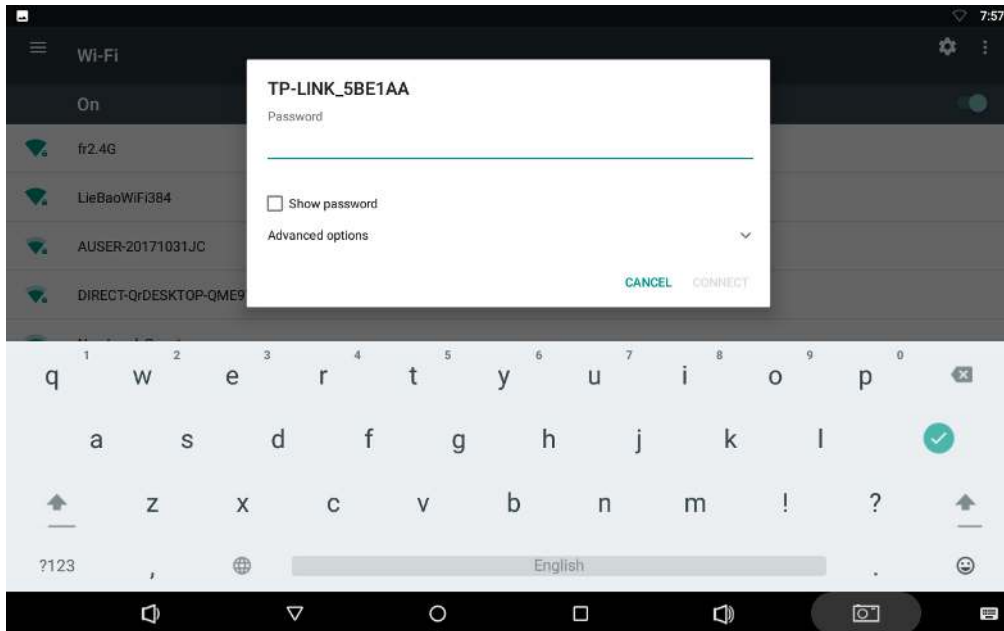 7:57
Wi-Fi
On
fr2.4G
LieBaoWiFi384
AUSER-20171031JC
DIRECT-QrDESKTOP-QME9
TP-LINK_5BE1AA
Password
Show password
Advanced options
CANCEL CONNECT
1 2 3 4 5 6 7 8 9 0
q w e r t y u i o p
a s d f g h j k l
z x c v b n m ! ?
?123 , English .